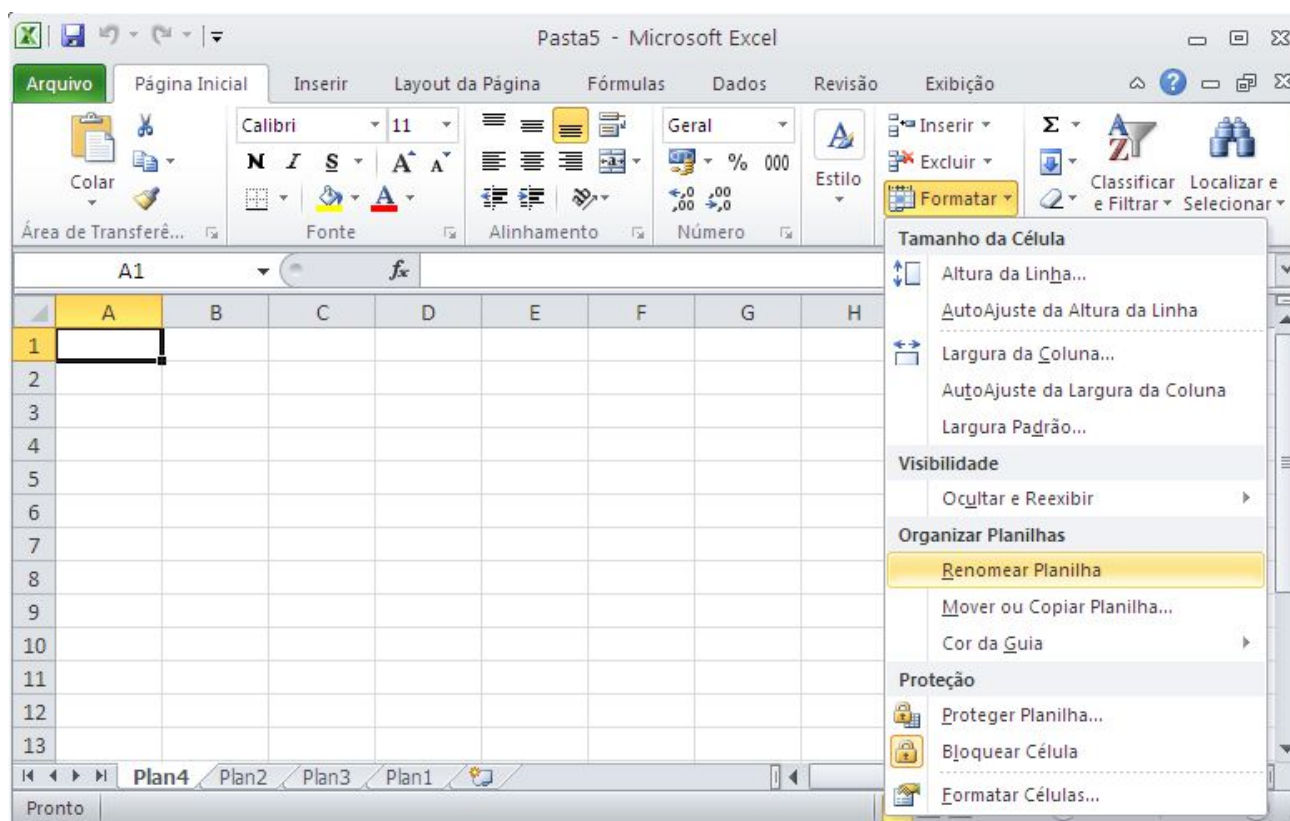 Pasta5 - Microsoft Excel
Arquivo Página Inicial Inserir Layout da Página Fórmulas Dados Revisão Exibição
Colar
Área de Transferê...
Calibri 11
N I S A A
A
Fonte
Alinhamento
Geral
% 000
,0 ,00
,00 ,0
Número
Estilo
Inserir
Excluir
Formatar
Σ
A
Z
Classificar e Filtrar
Localizar e Selecionar
A1 fx
A B C D E F G H
1
2
3
4
5
6
7
8
9
10
11
12
13
Tamanho da Célula
Altura da Linha...
AutoAjuste da Altura da Linha
Largura da Coluna...
AutoAjuste da Largura da Coluna
Largura Padrão...
Visibilidade
Ocultar e Reexibir
Organizar Planilhas
Renomear Planilha
Mover ou Copiar Planilha...
Cor da Guia
Proteção
Proteger Planilha...
Bloquear Célula
Formatar Células...
Plan4 Plan2 Plan3 Plan1
Pronto